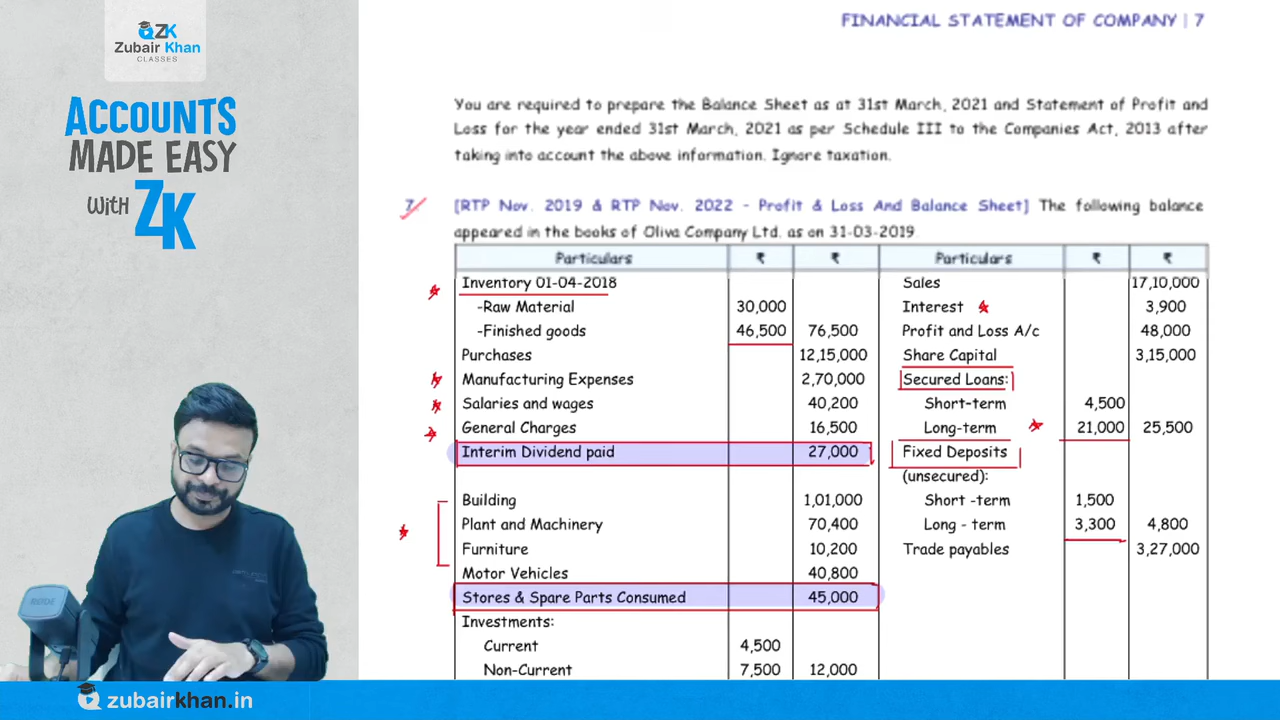 ZK
Zubair Khan
CLASSES
ACCOUNTS
MADE EASY
with ZK
FINANCIAL STATEMENT OF COMPANY | 7
You are required to prepare the Balance Sheet as at 31st March, 2021 and Statement of Profit and
Loss for the year ended 31st March, 2021 as per Schedule III to the Companies Act, 2013 after
taking into account the above information. Ignore taxation.
7 [RTP Nov. 2019 & RTP Nov. 2022 - Profit & Loss And Balance Sheet] The following balance
appeared in the books of Oliva Company Ltd. as on 31-03-2019.
Particulars ₹ ₹ Particulars ₹ ₹
Inventory 01-04-2018 Sales 17,10,000
-Raw Material 30,000 Interest 3,900
-Finished goods 46,500 76,500 Profit and Loss A/c 48,000
Purchases 12,15,000 Share Capital 3,15,000
Manufacturing Expenses 2,70,000 Secured Loans:
Salaries and wages 40,200 Short-term 4,500
General Charges 16,500 Long-term 21,000 25,500
Interim Dividend paid 27,000 Fixed Deposits
(unsecured):
Building 1,01,000 Short -term 1,500
Plant and Machinery 70,400 Long - term 3,300 4,800
Furniture 10,200 Trade payables 3,27,000
Motor Vehicles 40,800
Stores & Spare Parts Consumed 45,000
Investments:
Current 4,500
Non-Current 7,500 12,000
zubairkhan.in